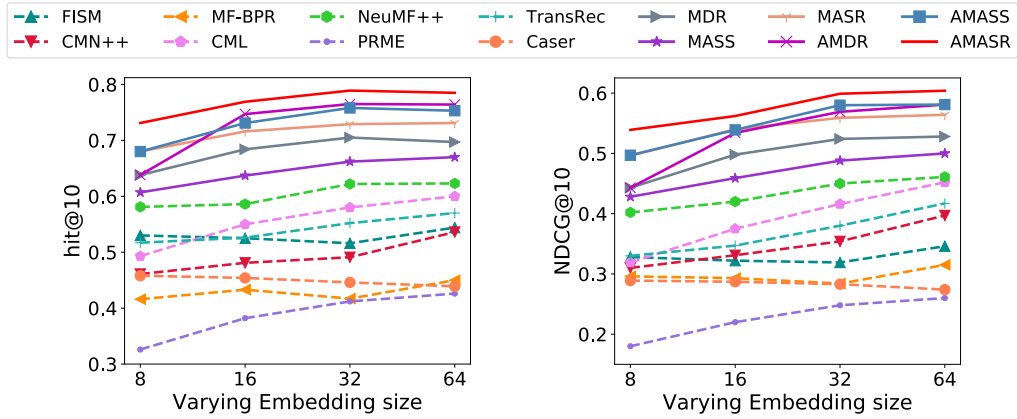 FISM MF-BPR NeuMF++ TransRec MDR MASR AMASS
CMN++ CML PRME Caser MASS AMDR AMASR
0.8
0.7
0.6
0.5
0.4
0.3
hit@10
8 16 32 64
Varying Embedding size
0.6
0.5
0.4
0.3
0.2
NDCG@10
8 16 32 64
Varying Embedding size